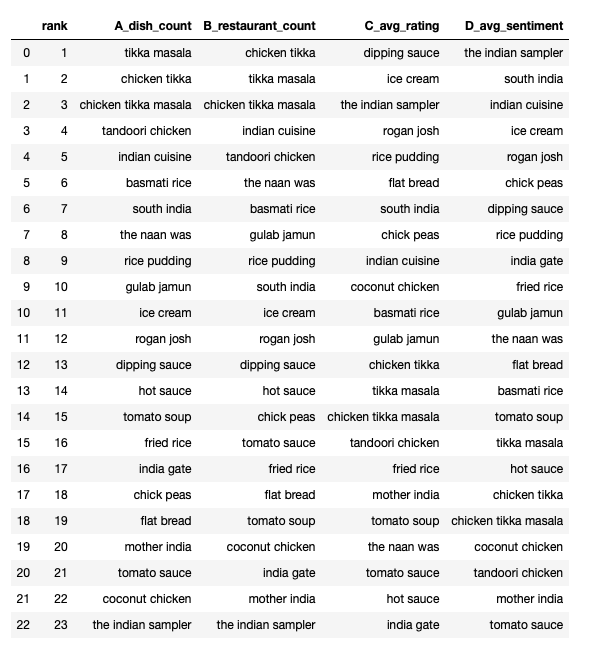 rank A_dish_count B_restaurant_count C_avg_rating D_avg_sentiment
0 1 tikka masala chicken tikka dipping sauce the indian sampler
1 2 chicken tikka tikka masala ice cream south india
2 3 chicken tikka masala chicken tikka masala the indian sampler indian cuisine
3 4 tandoori chicken indian cuisine rogan josh ice cream
4 5 indian cuisine tandoori chicken rice pudding rogan josh
5 6 basmati rice the naan was flat bread chick peas
6 7 south india basmati rice south india dipping sauce
7 8 the naan was gulab jamun chick peas rice pudding
8 9 rice pudding rice pudding indian cuisine india gate
9 10 gulab jamun south india coconut chicken fried rice
10 11 ice cream ice cream basmati rice gulab jamun
11 12 rogan josh rogan josh gulab jamun the naan was
12 13 dipping sauce dipping sauce chicken tikka flat bread
13 14 hot sauce hot sauce tikka masala basmati rice
14 15 tomato soup chick peas chicken tikka masala tomato soup
15 16 fried rice tomato sauce tandoori chicken tikka masala
16 17 india gate fried rice fried rice hot sauce
17 18 chick peas flat bread mother india chicken tikka
18 19 flat bread tomato soup tomato soup chicken tikka masala
19 20 mother india coconut chicken the naan was coconut chicken
20 21 tomato sauce india gate tomato sauce tandoori chicken
21 22 coconut chicken mother india hot sauce mother india
22 23 the indian sampler the indian sampler india gate tomato sauce